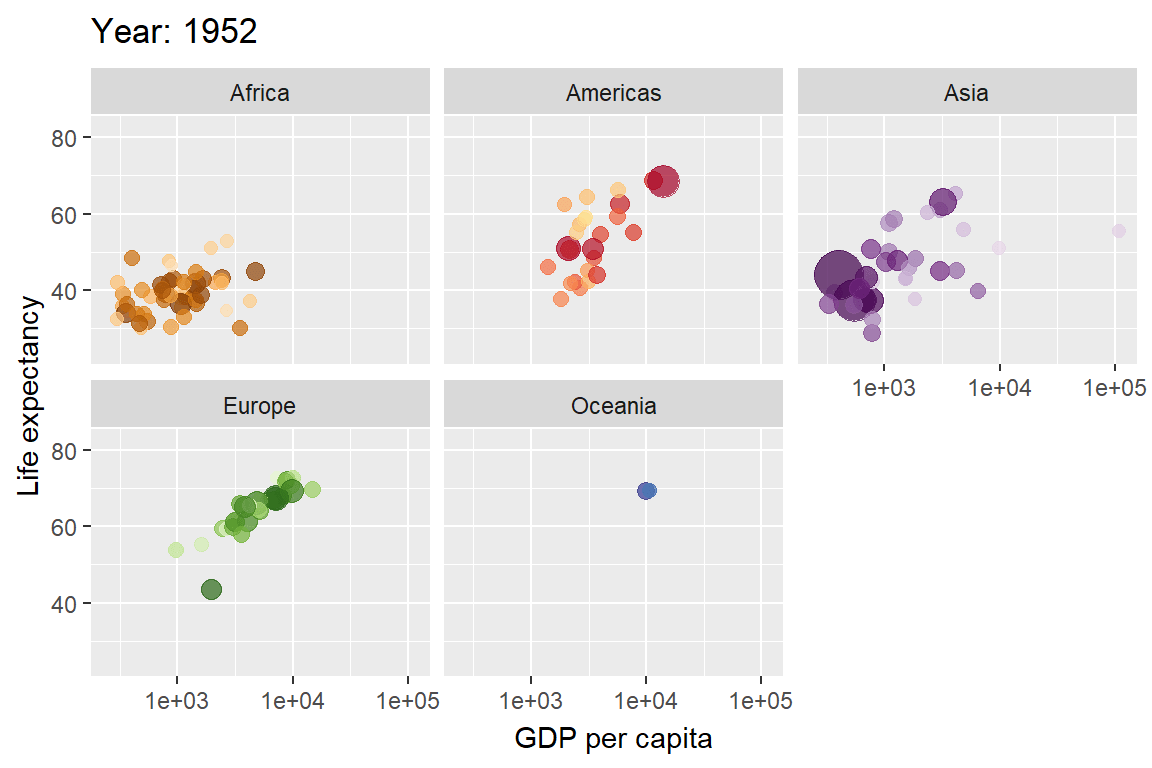 Year: 1952
Africa
Americas
Asia
80
60
40
1e+03
1e+04
1e+05
Europe
Oceania
80
60
40
1e+03
1e+04
1e+05
1e+03
1e+04
1e+05
Life expectancy
GDP per capita